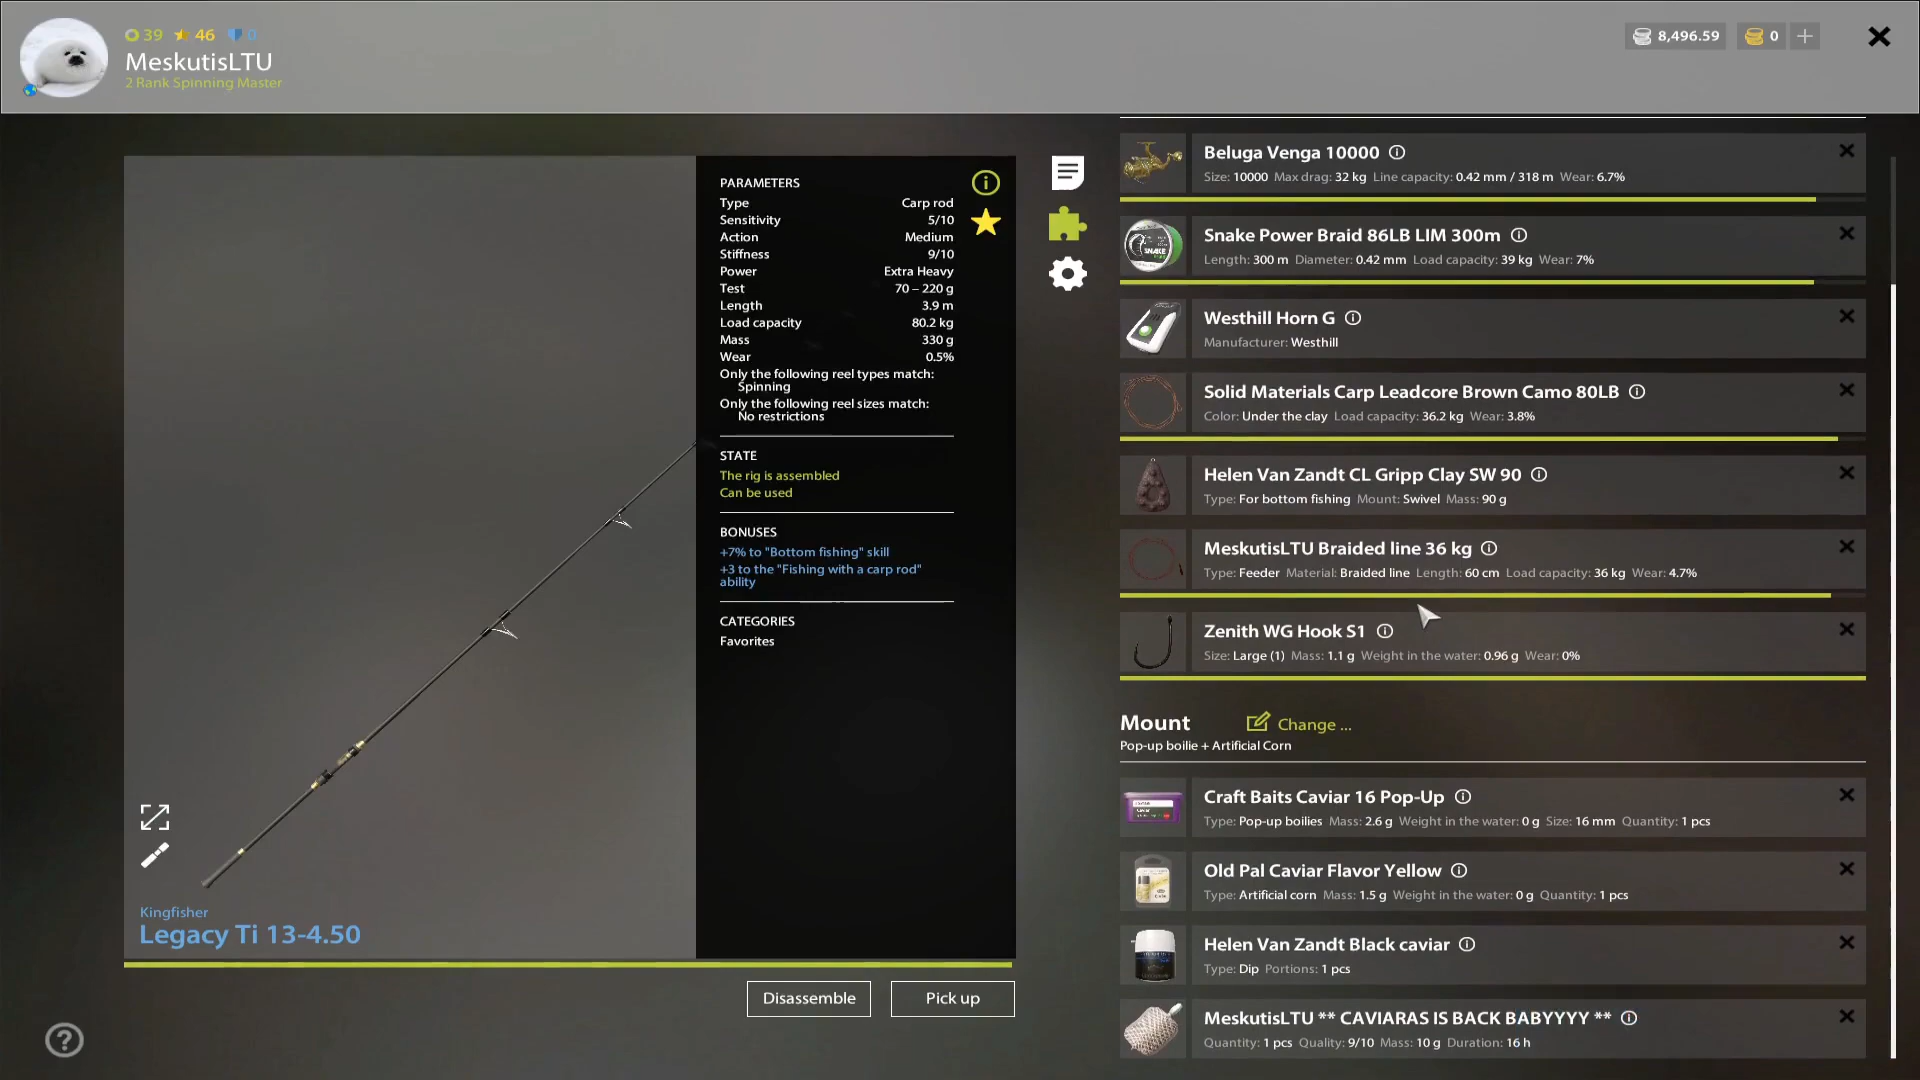 39 46 0
MeskutisLTU
2 Rank Spinning Master
8,496.59
0
PARAMETERS
Type Carp rod
Sensitivity 5/10
Action Medium
Stiffness 9/10
Power Extra Heavy
Test 70 – 220 g
Length 3.9 m
Load capacity 80.2 kg
Mass 330 g
Wear 0.5%
Only the following reel types match:
Spinning
Only the following reel sizes match:
No restrictions
STATE
The rig is assembled
Can be used
BONUSES
+7% to "Bottom fishing" skill
+3 to the "Fishing with a carp rod"
ability
CATEGORIES
Favorites
Kingfisher
Legacy Ti 13-4.50
Disassemble
Pick up
?
Beluga Venga 10000
Size: 10000 Max drag: 32 kg Line capacity: 0.42 mm / 318 m Wear: 6.7%
Snake Power Braid 86LB LIM 300m
Length: 300 m Diameter: 0.42 mm Load capacity: 39 kg Wear: 7%
Westhill Horn G
Manufacturer: Westhill
Solid Materials Carp Leadcore Brown Camo 80LB
Color: Under the clay Load capacity: 36.2 kg Wear: 3.8%
Helen Van Zandt CL Gripp Clay SW 90
Type: For bottom fishing Mount: Swivel Mass: 90 g
MeskutisLTU Braided line 36 kg
Type: Feeder Material: Braided line Length: 60 cm Load capacity: 36 kg Wear: 4.7%
Zenith WG Hook S1
Size: Large (1) Mass: 1.1 g Weight in the water: 0.96 g Wear: 0%
Mount Change ...
Pop-up boilie + Artificial Corn
Craft Baits Caviar 16 Pop-Up
Type: Pop-up boilies Mass: 2.6 g Weight in the water: 0 g Size: 16 mm Quantity: 1 pcs
Old Pal Caviar Flavor Yellow
Type: Artificial corn Mass: 1.5 g Weight in the water: 0 g Quantity: 1 pcs
Helen Van Zandt Black caviar
Type: Dip Portions: 1 pcs
MeskutisLTU ** CAVIARAS IS BACK BABYYYY **
Quantity: 1 pcs Quality: 9/10 Mass: 10 g Duration: 16 h